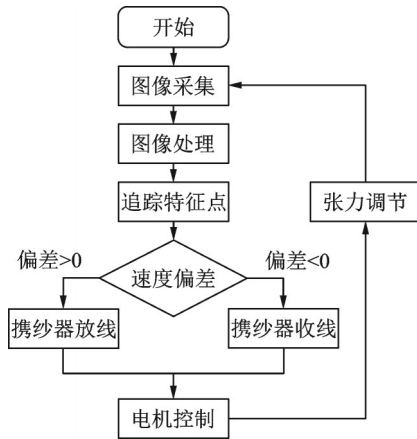 开始
图像采集
图像处理
追踪特征点
张力调节
偏差>0
速度偏差
偏差<0
携纱器放线
携纱器收线
电机控制